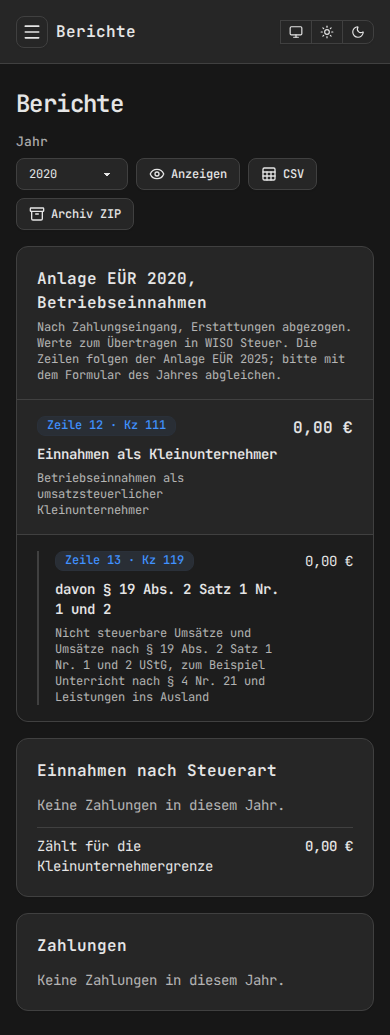 Berichte
Berichte
Jahr
2020
Anzeigen
CSV
Archiv ZIP
Anlage EÜR 2020,
Betriebseinnahmen
Nach Zahlungseingang, Erstattungen abgezogen.
Werte zum Übertragen in WISO Steuer. Die
Zeilen folgen der Anlage EÜR 2025; bitte mit
dem Formular des Jahres abgleichen.
Zeile 12 · Kz 111
0,00 €
Einnahmen als Kleinunternehmer
Betriebseinnahmen als
umsatzsteuerlicher
Kleinunternehmer
Zeile 13 · Kz 119
0,00 €
davon § 19 Abs. 2 Satz 1 Nr.
1 und 2
Nicht steuerbare Umsätze und
Umsätze nach § 19 Abs. 2 Satz 1
Nr. 1 und 2 UStG, zum Beispiel
Unterricht nach § 4 Nr. 21 und
Leistungen ins Ausland
Einnahmen nach Steuerart
Keine Zahlungen in diesem Jahr.
Zählt für die
Kleinunternehmergrenze
0,00 €
Zahlungen
Keine Zahlungen in diesem Jahr.